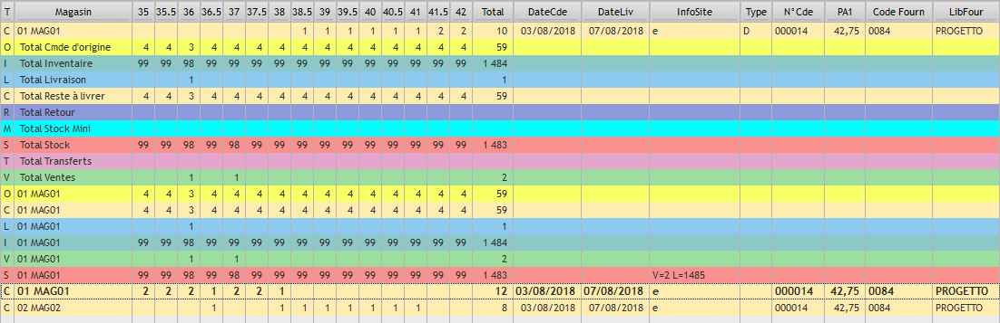 T Magasin 35 35.5 36 36.5 37 37.5 38 38.5 39 39.5 40 40.5 41 41.5 42 Total DateCde DateLiv InfoSite Type N°Cde PA1 Code Fourn LibFour
C 01 MAG01 1 1 1 1 1 1 2 2 10 03/08/2018 07/08/2018 e D 000014 42,75 0084 PROGETTO
O Total Cmde d'origine 4 4 3 4 4 4 4 4 4 4 4 4 4 4 4 59
I Total Inventaire 99 99 98 99 99 99 99 99 99 99 99 99 99 99 99 1 484
L Total Livraison 1 1
C Total Reste à livrer 4 4 3 4 4 4 4 4 4 4 4 4 4 4 4 59
R Total Retour
M Total Stock Mini
S Total Stock 99 99 98 99 98 99 99 99 99 99 99 99 99 99 99 1 483
T Total Transferts
V Total Ventes 1 1 2
O 01 MAG01 4 4 3 4 4 4 4 4 4 4 4 4 4 4 4 59
C 01 MAG01 4 4 3 4 4 4 4 4 4 4 4 4 4 4 4 59
L 01 MAG01 1 1
I 01 MAG01 99 99 98 99 99 99 99 99 99 99 99 99 99 99 99 1 484
V 01 MAG01 1 1 2
S 01 MAG01 99 99 98 99 98 99 99 99 99 99 99 99 99 99 99 1 483 V=2 L=1485
C 01 MAG01 2 2 2 1 2 2 1 12 03/08/2018 07/08/2018 e 000014 42,75 0084 PROGETTO
C 02 MAG02 1 1 1 1 1 1 1 1 8 03/08/2018 07/08/2018 e 000014 42,75 0084 PROGETTO